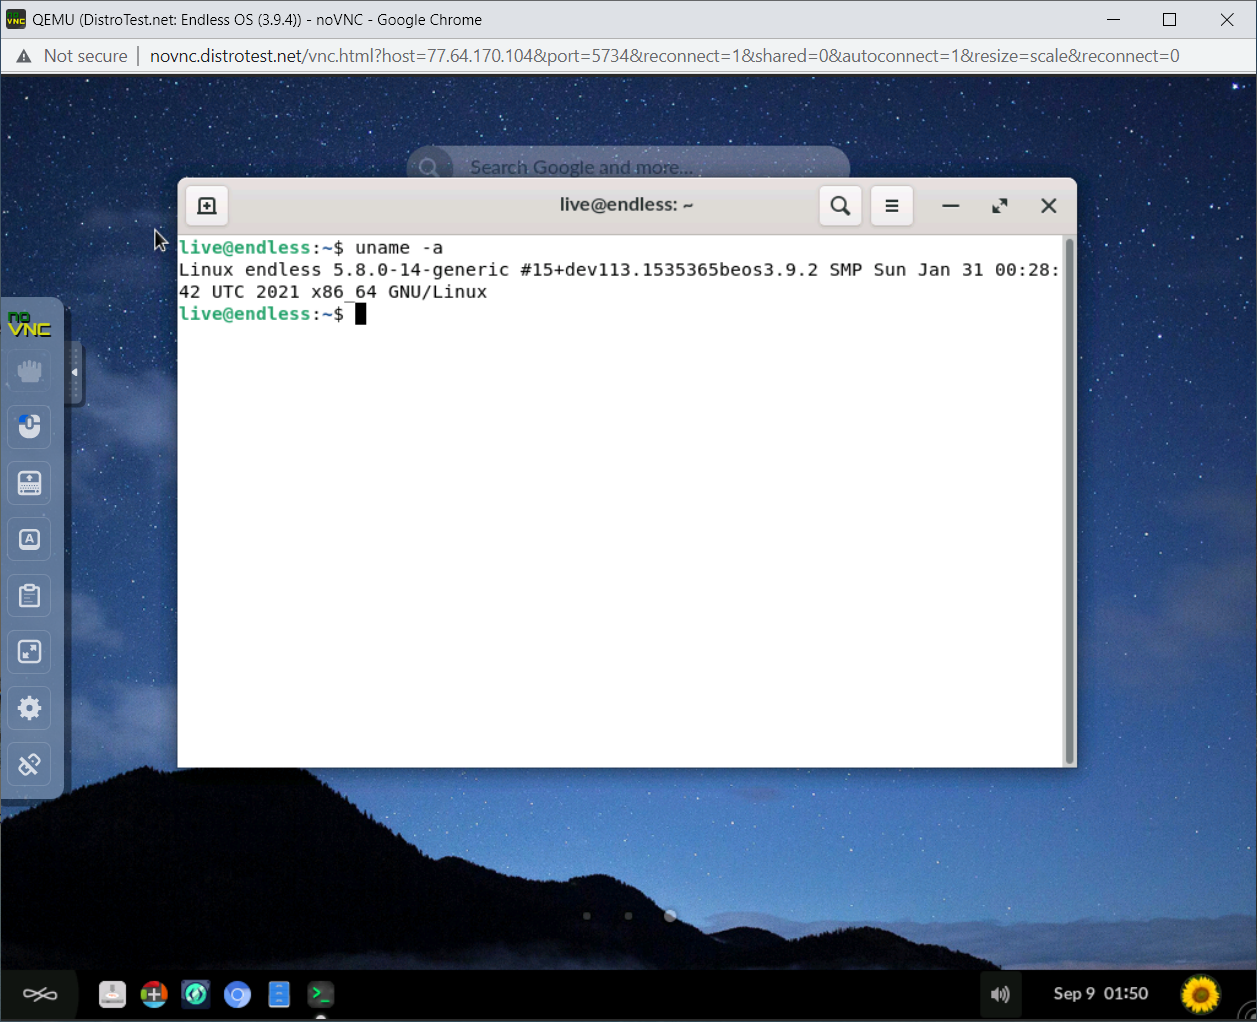 QEMU (DistroTest.net: Endless OS (3.9.4)) - noVNC - Google Chrome
Not secure | novnc.distrotest.net/vnc.html?host=77.64.170.104&port=5734&reconnect=1&shared=0&autoconnect=1&resize=scale&reconnect=0
Search Google and more...
live@endless: ~
live@endless:~$ uname -a
Linux endless 5.8.0-14-generic #15+dev113.1535365beos3.9.2 SMP Sun Jan 31 00:28:
42 UTC 2021 x86_64 GNU/Linux
live@endless:~$
no
VNC
A
Sep 9 01:50